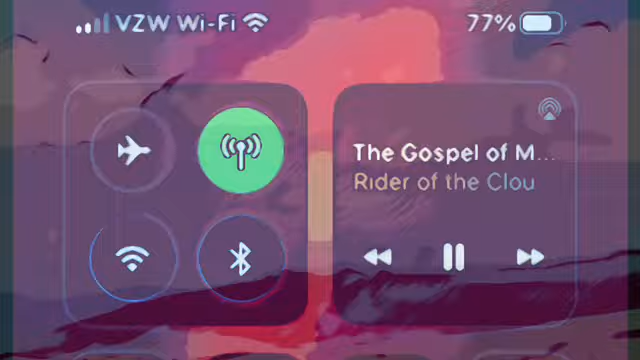 VZW Wi-Fi 77%
The Gospel of M...
Rider of the Clou